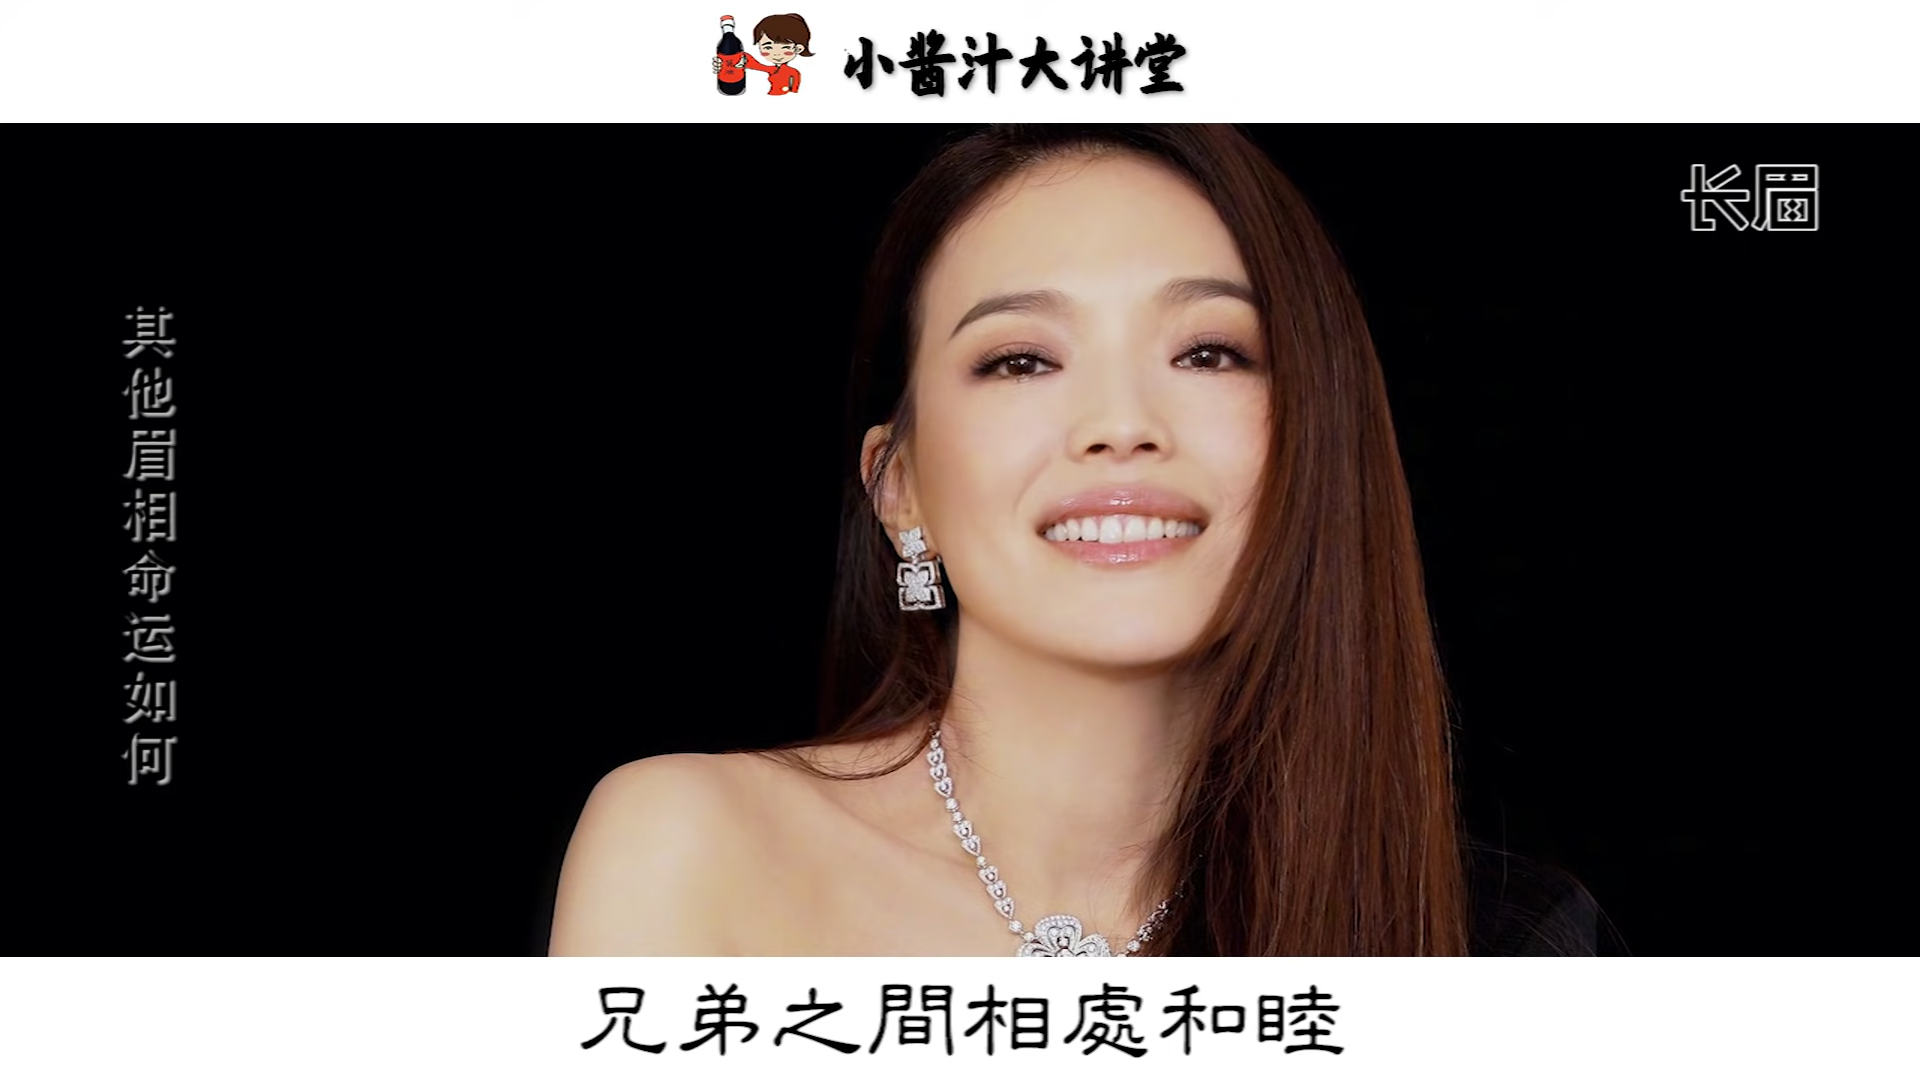 小酱汁大讲堂
长眉
其他眉相命运如何
兄弟之間相處和睦